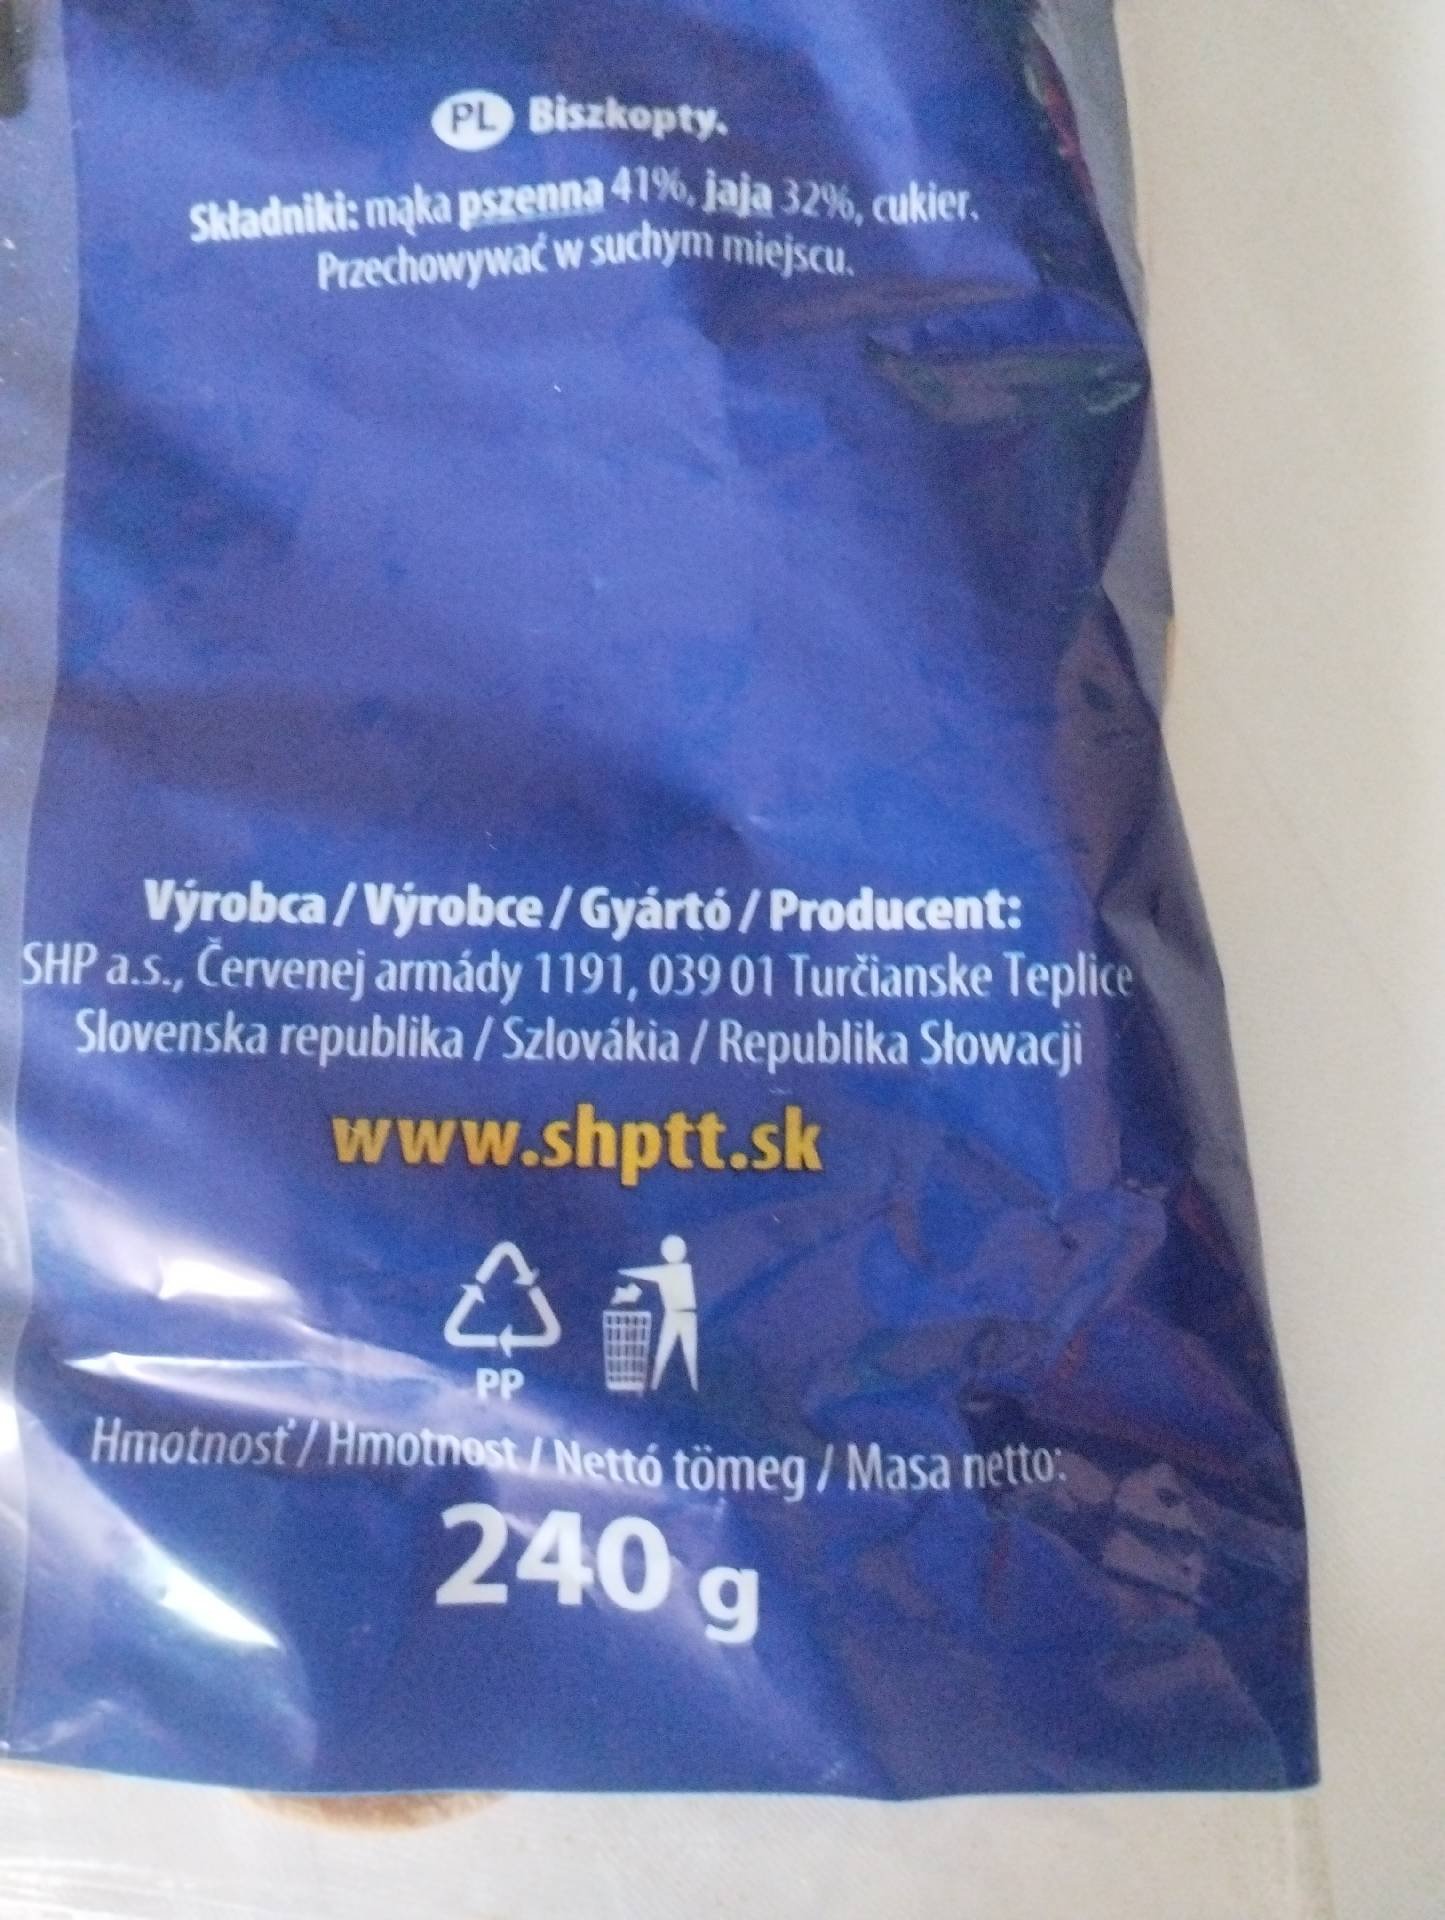 PL Biszkopty.
Składniki: mąka pszenna 41%, jaja 32%, cukier.
Przechowywać w suchym miejscu.
Výrobca / Výrobce / Gyártó / Producent:
SHP a.s., Červenej armády 1191, 039 01 Turčianske Teplice
Slovenska republika / Szlovákia / Republika Słowacji
www.shptt.sk
PP
Hmotnosť / Hmotnost / Nettó tömeg / Masa netto:
240 g